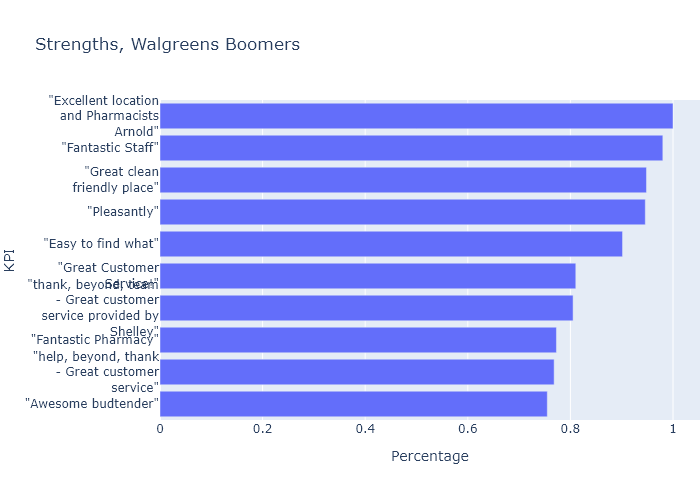 Strengths, Walgreens Boomers
KPI
"Excellent location
and Pharmacists
Arnold"
"Fantastic Staff"
"Great clean
friendly place"
"Pleasantly"
"Easy to find what"
"Great Customer
Service!"
"thank, beyond, team
- Great customer
service provided by
Shelley"
"Fantastic Pharmacy"
"help, beyond, thank
- Great customer
service"
"Awesome budtender"
0 0.2 0.4 0.6 0.8 1
Percentage